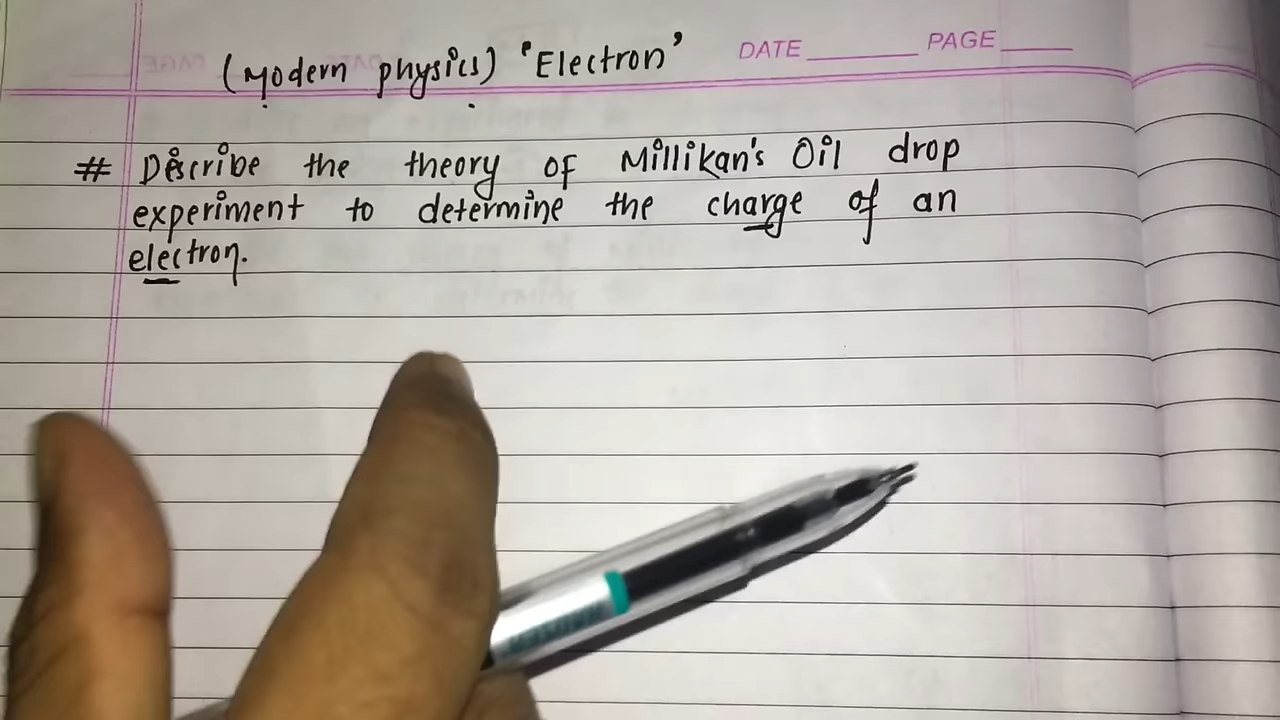 (Modern physics) 'Electron' DATE PAGE
# Describe the theory of Millikan's Oil drop
experiment to determine the charge of an
electron.